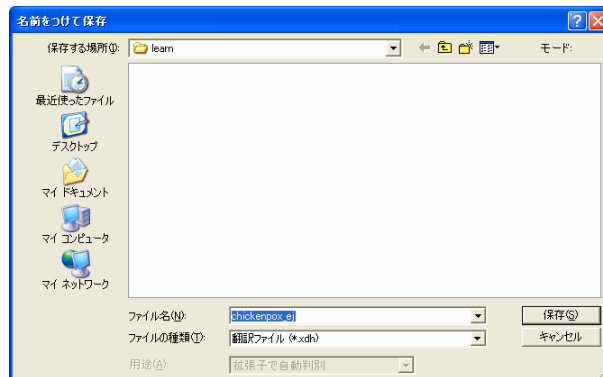 名前をつけて保存
保存する場所(I):
learn
モード:
最近使ったファイル
デスクトップ
マイ ドキュメント
マイ コンピュータ
マイ ネットワーク
ファイル名(N):
chickenpox_ej
保存(S)
ファイルの種類(T):
翻訳ファイル (*.xdh)
キャンセル
用途(A):
拡張子で自動判別